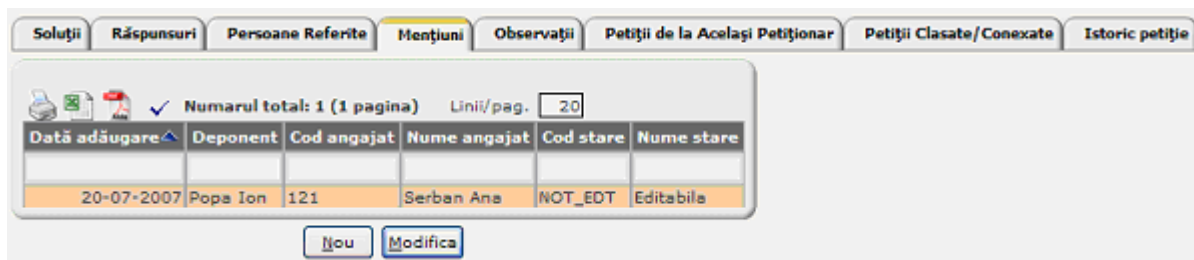 Soluţii Răspunsuri Persoane Referite Menţiuni Observaţii Petiţii de la Acelaşi Petiţionar Petiţii Clasate/Conexate Istoric petiţie
Numarul total: 1 (1 pagina) Linii/pag. 20
Dată adăugare Deponent Cod angajat Nume angajat Cod stare Nume stare
20-07-2007 Popa Ion 121 Serban Ana NOT_EDT Editabila
Nou Modifica